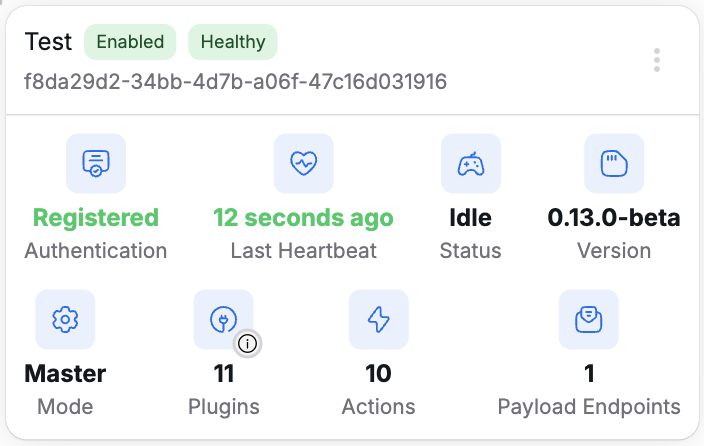 Test Enabled Healthy
f8da29d2-34bb-4d7b-a06f-47c16d031916
Registered 12 seconds ago Idle 0.13.0-beta
Authentication Last Heartbeat Status Version
Master 11 10 1
Mode Plugins Actions Payload Endpoints